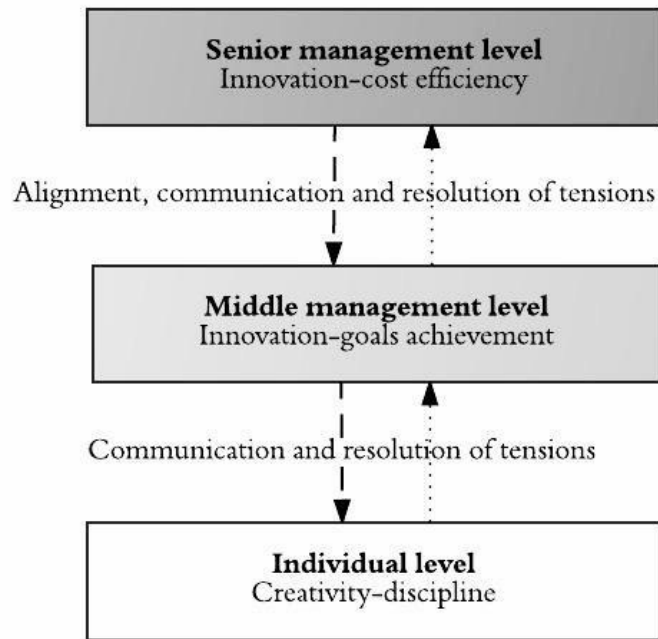 Senior management level
Innovation-cost efficiency
Alignment, communication and resolution of tensions
Middle management level
Innovation-goals achievement
Communication and resolution of tensions
Individual level
Creativity-discipline